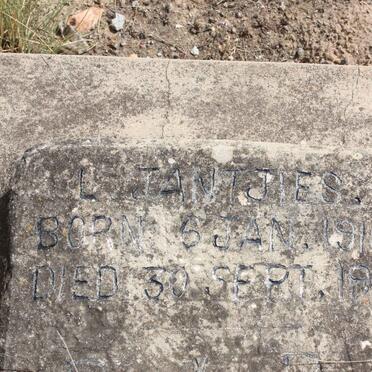 L JANTJIES.
BORN 6 JAN. 191
DIED 30 SEPT. 19